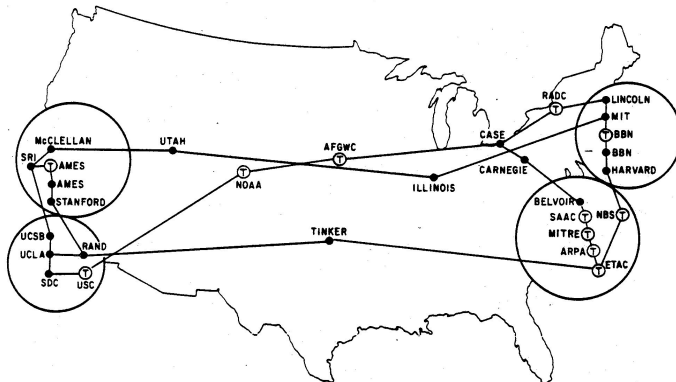 RADC
LINCOLN
MIT
T
BBN
BBN
HARVARD
McCLELLAN
UTAH
AFGWC
T
CASE
CARNEGIE
SRI
T
AMES
AMES
STANFORD
T
NOAA
ILLINOIS
BELVOIR
SAAC
T
NBS
T
MITRE
T
ARPA
T
T
ETAC
UCSB
UCLA
RAND
TINKER
SDC
T
USC
T